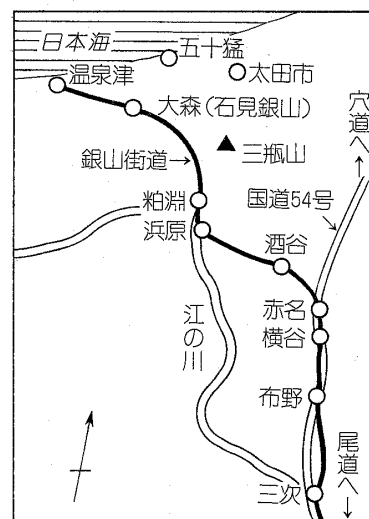 日本海
五十猛
温泉津
太田市
大森(石見銀山)
穴道へ
三瓶山
銀山街道
国道54号
粕淵
浜原
酒谷
赤名
江の川
横谷
布野
尾道へ
三次